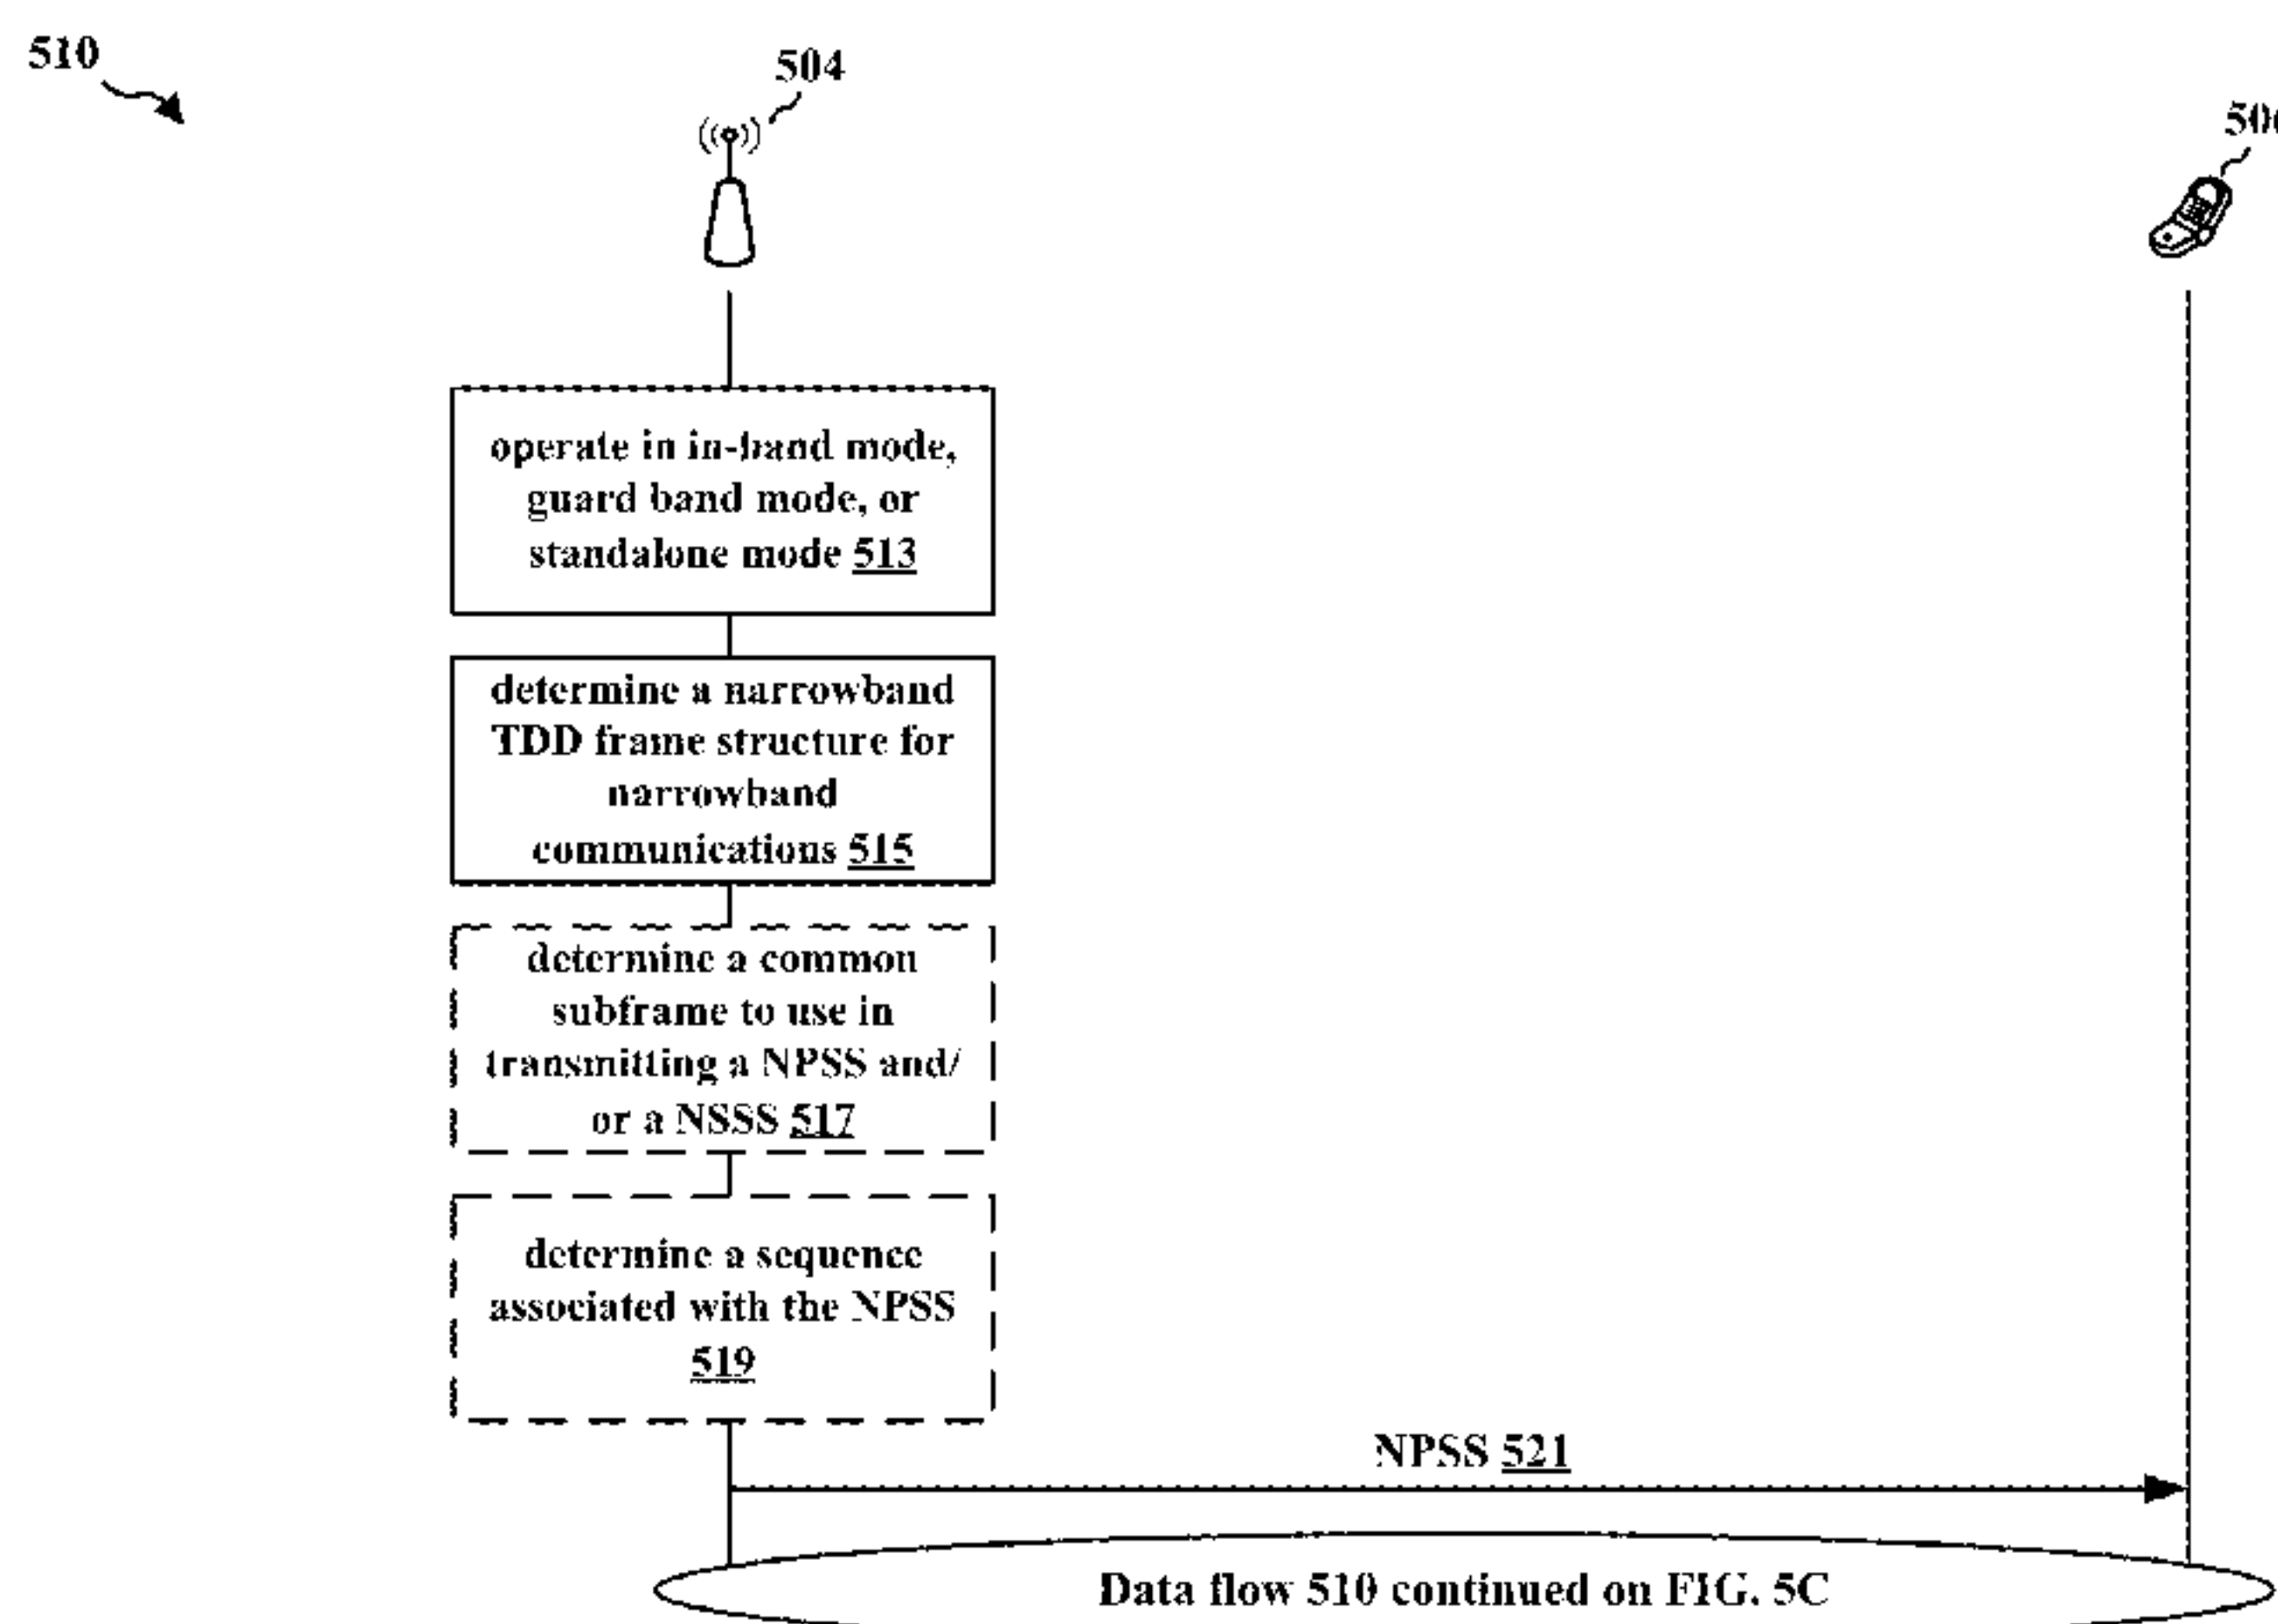 510
504
operate in in-band mode,
guard band mode, or
standalone mode 513
determine a narrowband
TDD frame structure for
narrowband
communications 515
determine a common
subframe to use in
transmitting a NPSS and/
or a NSSS 517
determine a sequence
associated with the NPSS
519
NPSS 521
Data flow 510 continued on FIG. 5C